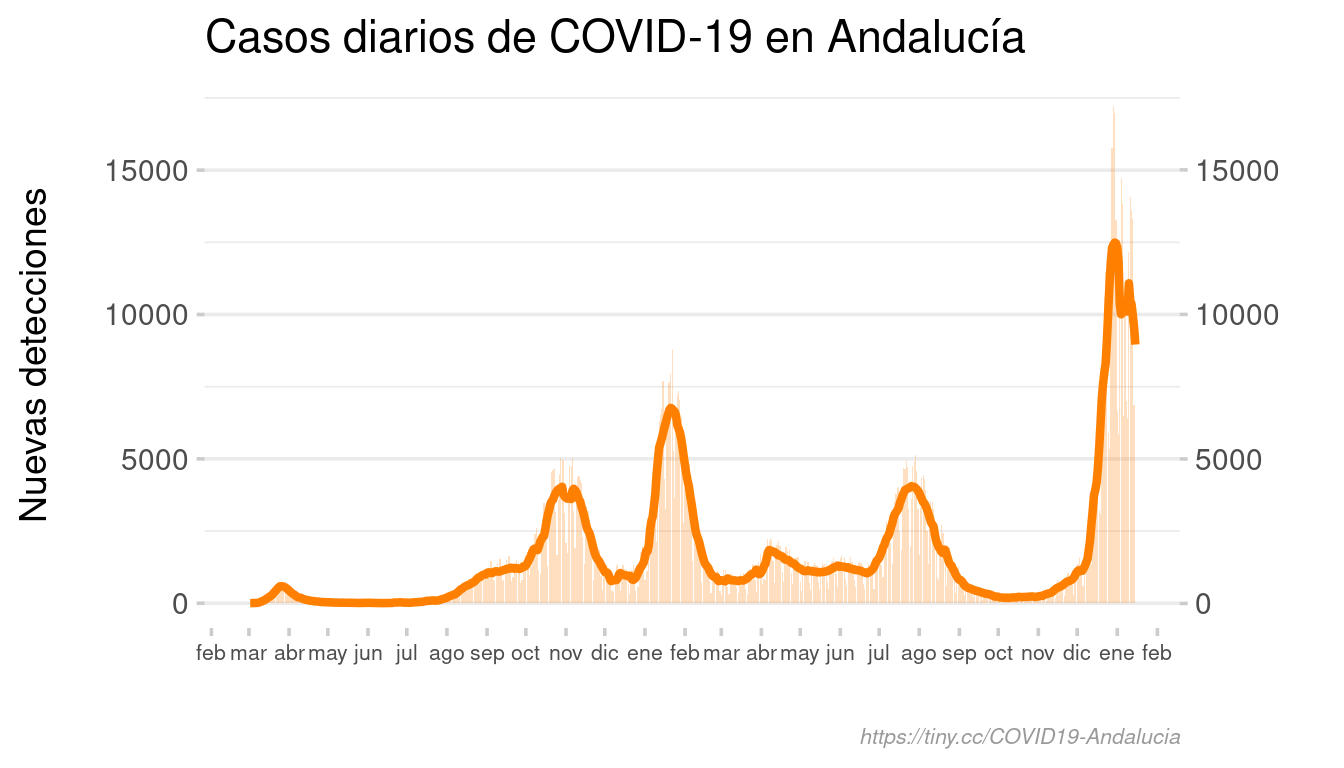 Casos diarios de COVID-19 en Andalucía
Nuevas detecciones
15000 15000
10000 10000
5000 5000
0 0
feb mar abr may jun jul ago sep oct nov dic ene feb mar abr may jun jul ago sep oct nov dic ene feb
https://tiny.cc/COVID19-Andalucia